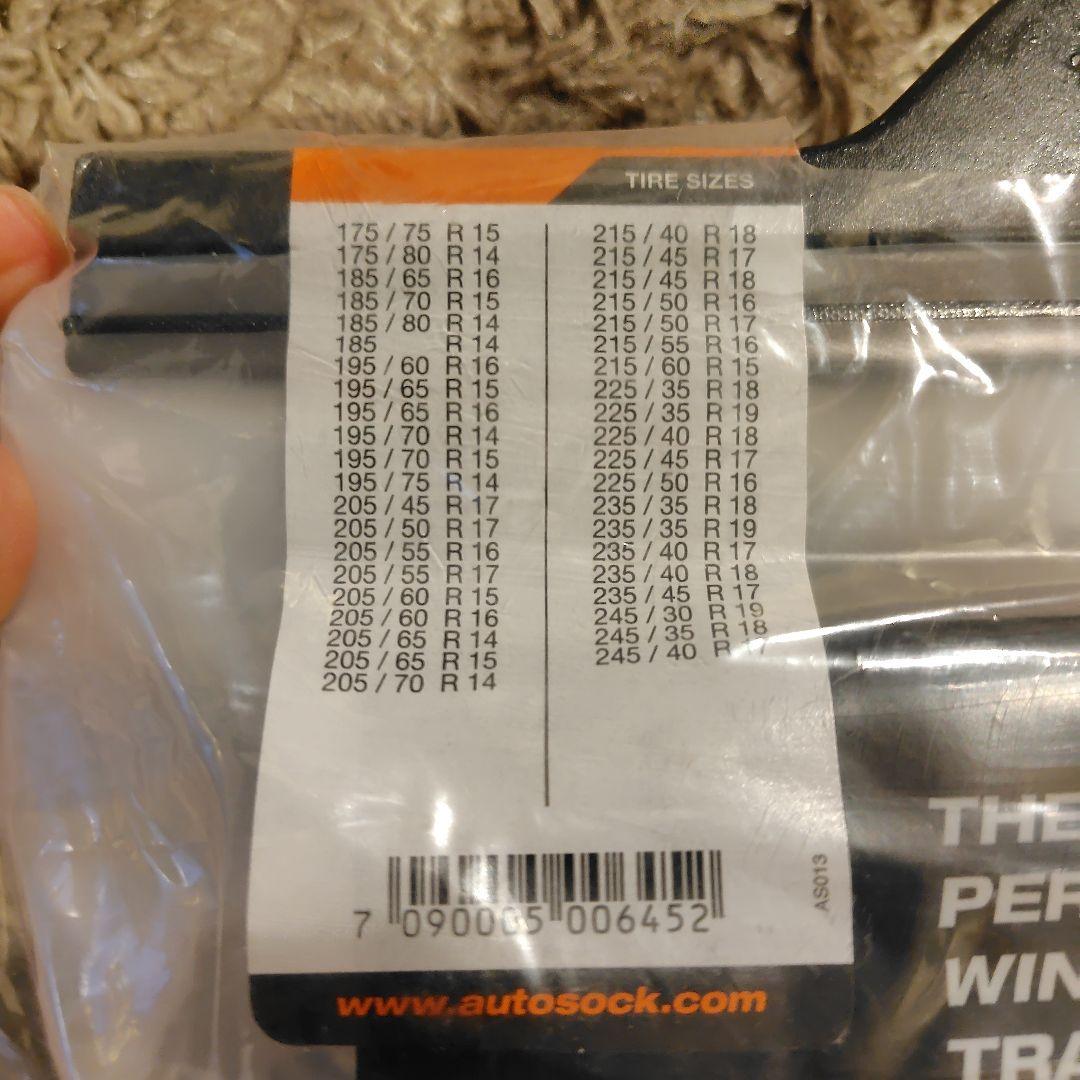 TIRE SIZES
175 / 75 R 15
175 / 80 R 14
185 / 65 R 16
185 / 70 R 15
185 / 80 R 14
185 R 14
195 / 60 R 16
195 / 65 R 15
195 / 65 R 16
195 / 70 R 14
195 / 70 R 15
195 / 75 R 14
205 / 45 R 17
205 / 50 R 17
205 / 55 R 16
205 / 55 R 17
205 / 60 R 15
205 / 60 R 16
205 / 65 R 14
205 / 65 R 15
205 / 70 R 14
215 / 40 R 18
215 / 45 R 17
215 / 45 R 18
215 / 50 R 16
215 / 50 R 17
215 / 55 R 16
215 / 60 R 15
225 / 35 R 18
225 / 35 R 19
225 / 40 R 18
225 / 45 R 17
225 / 50 R 16
235 / 35 R 18
235 / 35 R 19
235 / 40 R 17
235 / 40 R 18
235 / 45 R 17
245 / 30 R 19
245 / 35 R 18
245 / 40 R 17
7 090005 006452
AS013
www.autosock.com
THE
PER
WIN
TRA